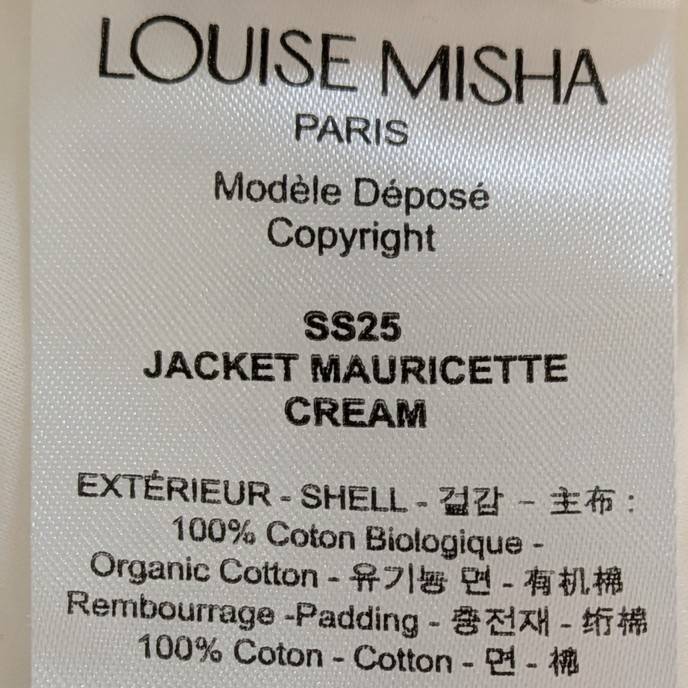 LOUISE MISHA
PARIS
Modèle Déposé
Copyright
SS25
JACKET MAURICETTE
CREAM
EXTÉRIEUR - SHELL - 겉감 - 主布 :
100% Coton Biologique -
Organic Cotton - 유기농 면 - 有机棉
Rembourrage -Padding - 충전재 - 绗棉
100% Coton - Cotton - 면 - 棉